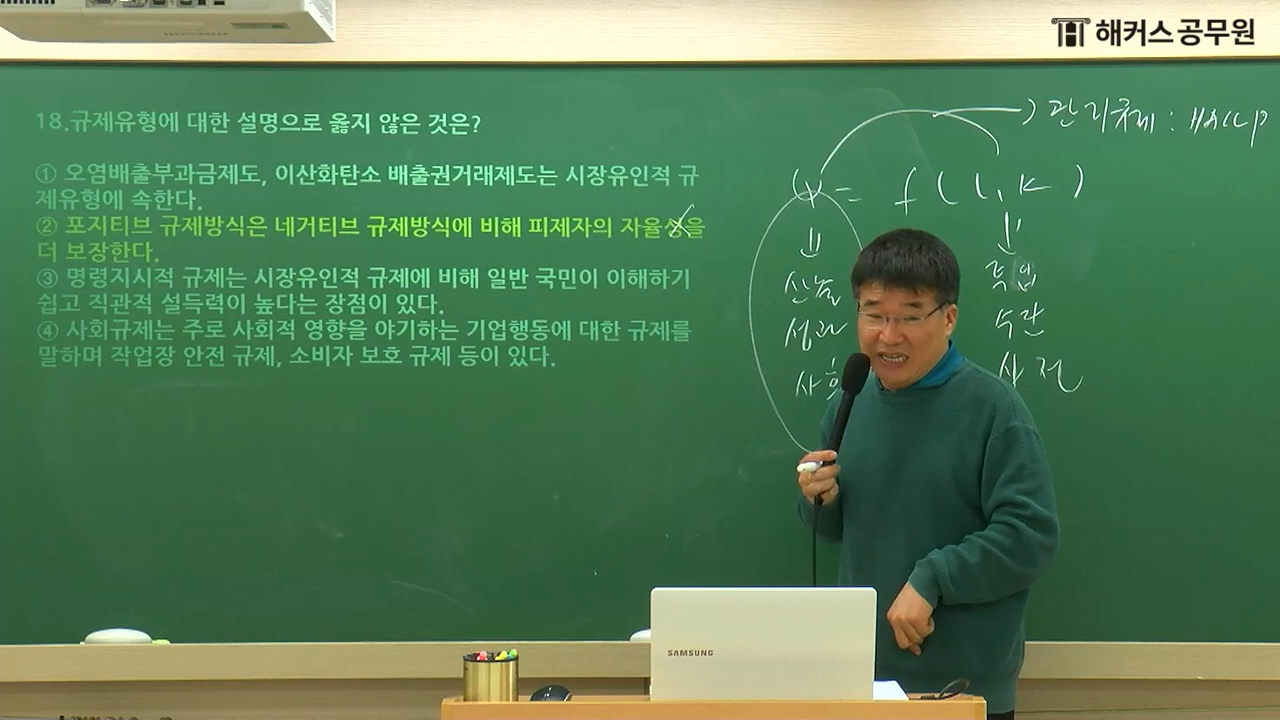 해커스공무원
18.규제유형에 대한 설명으로 옳지 않은 것은?
① 오염배출부과금제도, 이산화탄소 배출권거래제도는 시장유인적 규
제유형에 속한다.
② 포지티브 규제방식은 네거티브 규제방식에 비해 피제자의 자율성을
더 보장한다.
③ 명령지시적 규제는 시장유인적 규제에 비해 일반 국민이 이해하기
쉽고 직관적 설득력이 높다는 장점이 있다.
④ 사회규제는 주로 사회적 영향을 야기하는 기업행동에 대한 규제를
말하며 작업장 안전 규제, 소비자 보호 규제 등이 있다.
관리규제 : HACCP
= f ( L, K )
산출
투입
성과
수단
사전
SAMSUNG